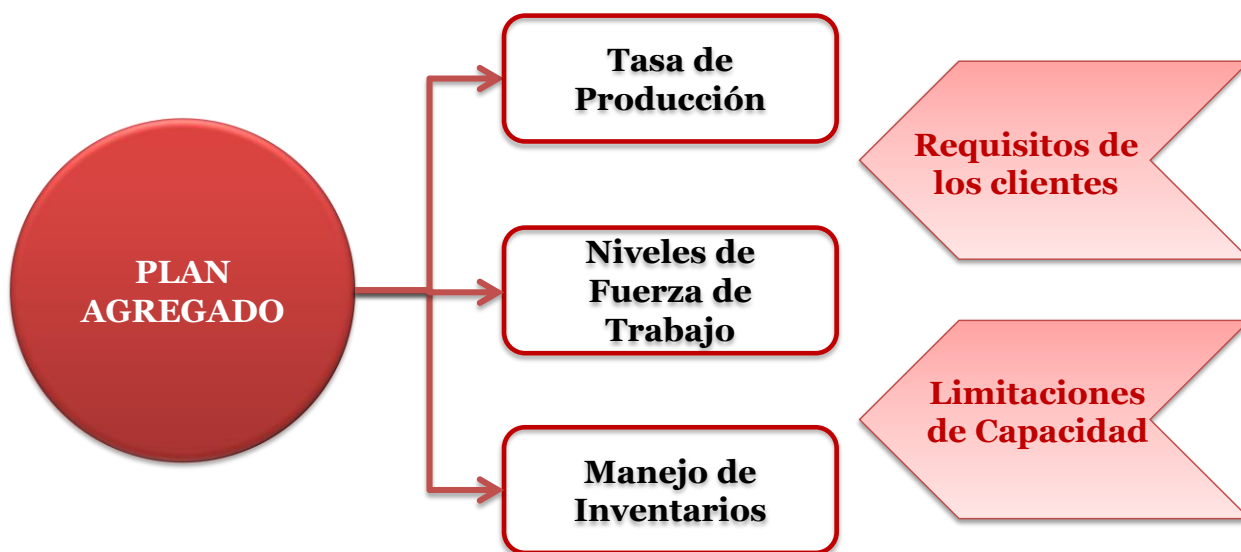 PLAN
AGREGADO
Tasa de
Producción
Niveles de
Fuerza de
Trabajo
Manejo de
Inventarios
Requisitos de
los clientes
Limitaciones
de Capacidad